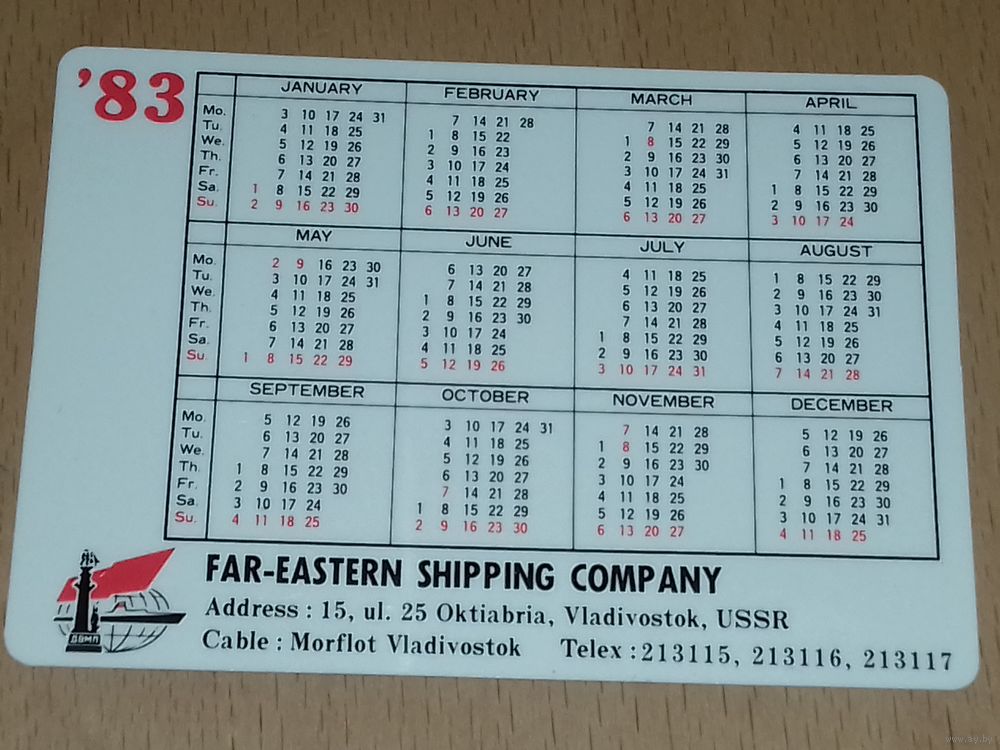 '83
JANUARY FEBRUARY MARCH APRIL
Mo. 3 10 17 24 31 7 14 21 28 7 14 21 28 4 11 18 25
Tu. 4 11 18 25 1 8 15 22 1 8 15 22 29 5 12 19 26
We. 5 12 19 26 2 9 16 23 2 9 16 23 30 6 13 20 27
Th. 6 13 20 27 3 10 17 24 3 10 17 24 31 7 14 21 28
Fr. 7 14 21 28 4 11 18 25 4 11 18 25 1 8 15 22 29
Sa. 1 8 15 22 29 5 12 19 26 5 12 19 26 2 9 16 23 30
Su. 2 9 16 23 30 6 13 20 27 6 13 20 27 3 10 17 24
MAY JUNE JULY AUGUST
Mo. 2 9 16 23 30 6 13 20 27 4 11 18 25 1 8 15 22 29
Tu. 3 10 17 24 31 7 14 21 28 5 12 19 26 2 9 16 23 30
We. 4 11 18 25 1 8 15 22 29 6 13 20 27 3 10 17 24 31
Th. 5 12 19 26 2 9 16 23 30 7 14 21 28 4 11 18 25
Fr. 6 13 20 27 3 10 17 24 1 8 15 22 29 5 12 19 26
Sa. 7 14 21 28 4 11 18 25 2 9 16 23 30 6 13 20 27
Su. 1 8 15 22 29 5 12 19 26 3 10 17 24 31 7 14 21 28
SEPTEMBER OCTOBER NOVEMBER DECEMBER
Mo. 5 12 19 26 3 10 17 24 31 7 14 21 28 5 12 19 26
Tu. 6 13 20 27 4 11 18 25 1 8 15 22 29 6 13 20 27
We. 7 14 21 28 5 12 19 26 2 9 16 23 30 7 14 21 28
Th. 1 8 15 22 29 6 13 20 27 3 10 17 24 1 8 15 22 29
Fr. 2 9 16 23 30 7 14 21 28 4 11 18 25 2 9 16 23 30
Sa. 3 10 17 24 1 8 15 22 29 5 12 19 26 3 10 17 24 31
Su. 4 11 18 25 2 9 16 23 30 6 13 20 27 4 11 18 25
ДВМП
FAR-EASTERN SHIPPING COMPANY
Address : 15, ul. 25 Oktiabria, Vladivostok, USSR
Cable : Morflot Vladivostok Telex : 213115, 213116, 213117
www.ay.by